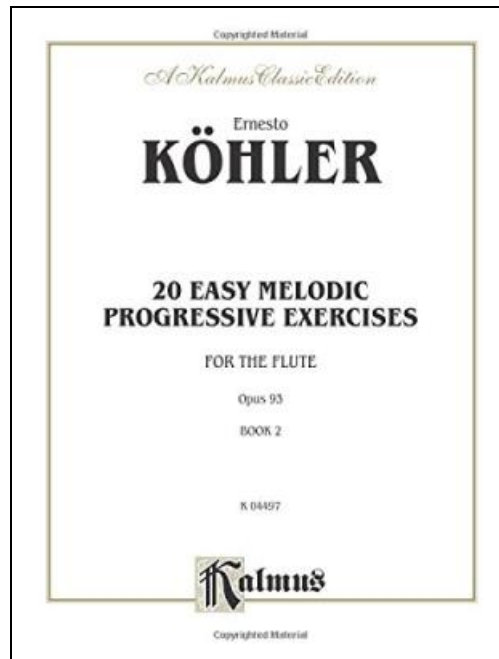 Copyrighted Material
A Kalmus Classic Edition
Ernesto
KÖHLER
20 EASY MELODIC
PROGRESSIVE EXERCISES
FOR THE FLUTE
Opus 93
BOOK 2
K 04497
Kalmus
Copyrighted Material